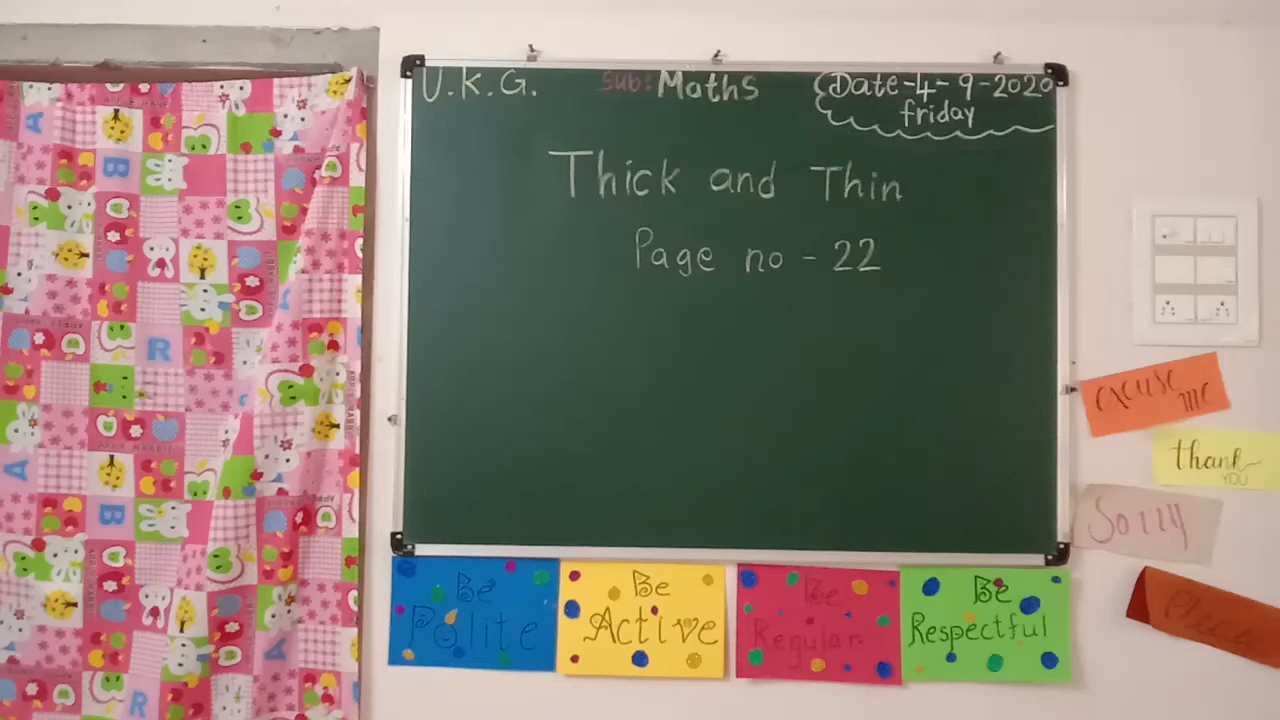 U.K.G. Sub: Maths Date-4-9-2020
friday
Thick and Thin
Page no - 22
excuse
me
thank
YOU
Sorry
Be
Polite
Be
Active
Be
Regular
Be
Respectful